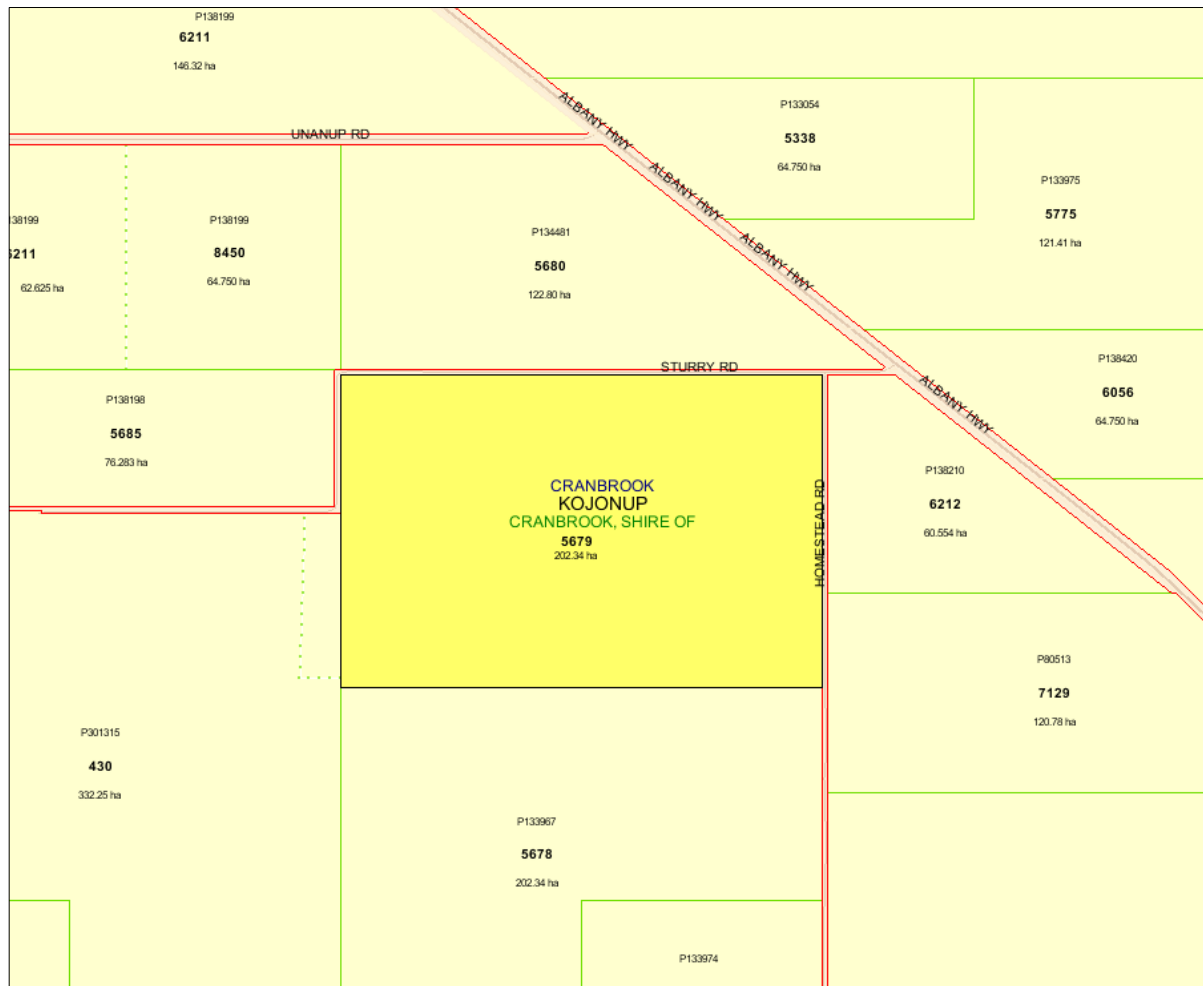 P138199
6211
146.32 ha
ALBANY HWY
P133054
5338
64.750 ha
UNANUP RD
ALBANY HWY
P133975
5775
121.41 ha
138199
6211
62.625 ha
P138199
8450
64.750 ha
P134481
5680
122.80 ha
ALBANY HWY
STURRY RD
P138420
6056
64.750 ha
ALBANY HWY
P138198
5685
76.283 ha
CRANBROOK
KOJONUP
CRANBROOK, SHIRE OF
5679
202.34 ha
HOMESTEAD RD
P138210
6212
60.554 ha
P80513
7129
120.78 ha
P301315
430
332.25 ha
P133967
5678
202.34 ha
P133974